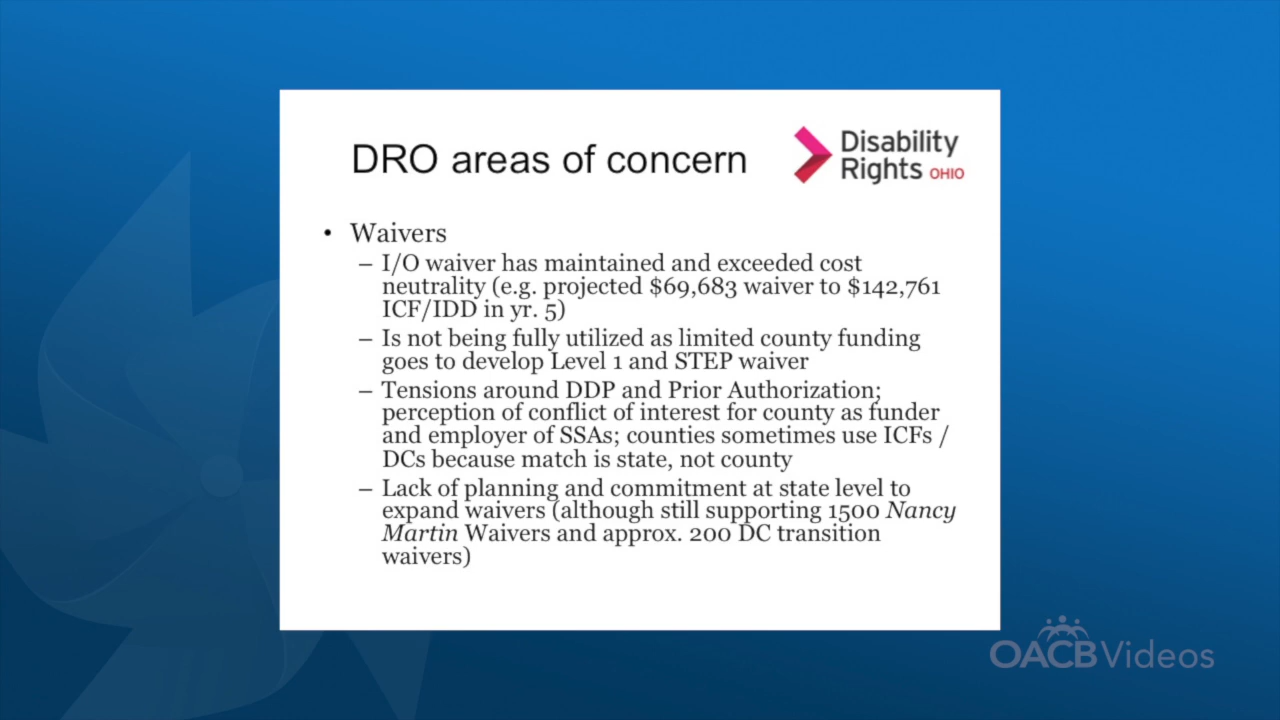 DRO areas of concern
Disability
Rights OHIO
• Waivers
– I/O waiver has maintained and exceeded cost
neutrality (e.g. projected $69,683 waiver to $142,761
ICF/IDD in yr. 5)
– Is not being fully utilized as limited county funding
goes to develop Level 1 and STEP waiver
– Tensions around DDP and Prior Authorization;
perception of conflict of interest for county as funder
and employer of SSAs; counties sometimes use ICFs /
DCs because match is state, not county
– Lack of planning and commitment at state level to
expand waivers (although still supporting 1500 Nancy
Martin Waivers and approx. 200 DC transition
waivers)
OACB Videos